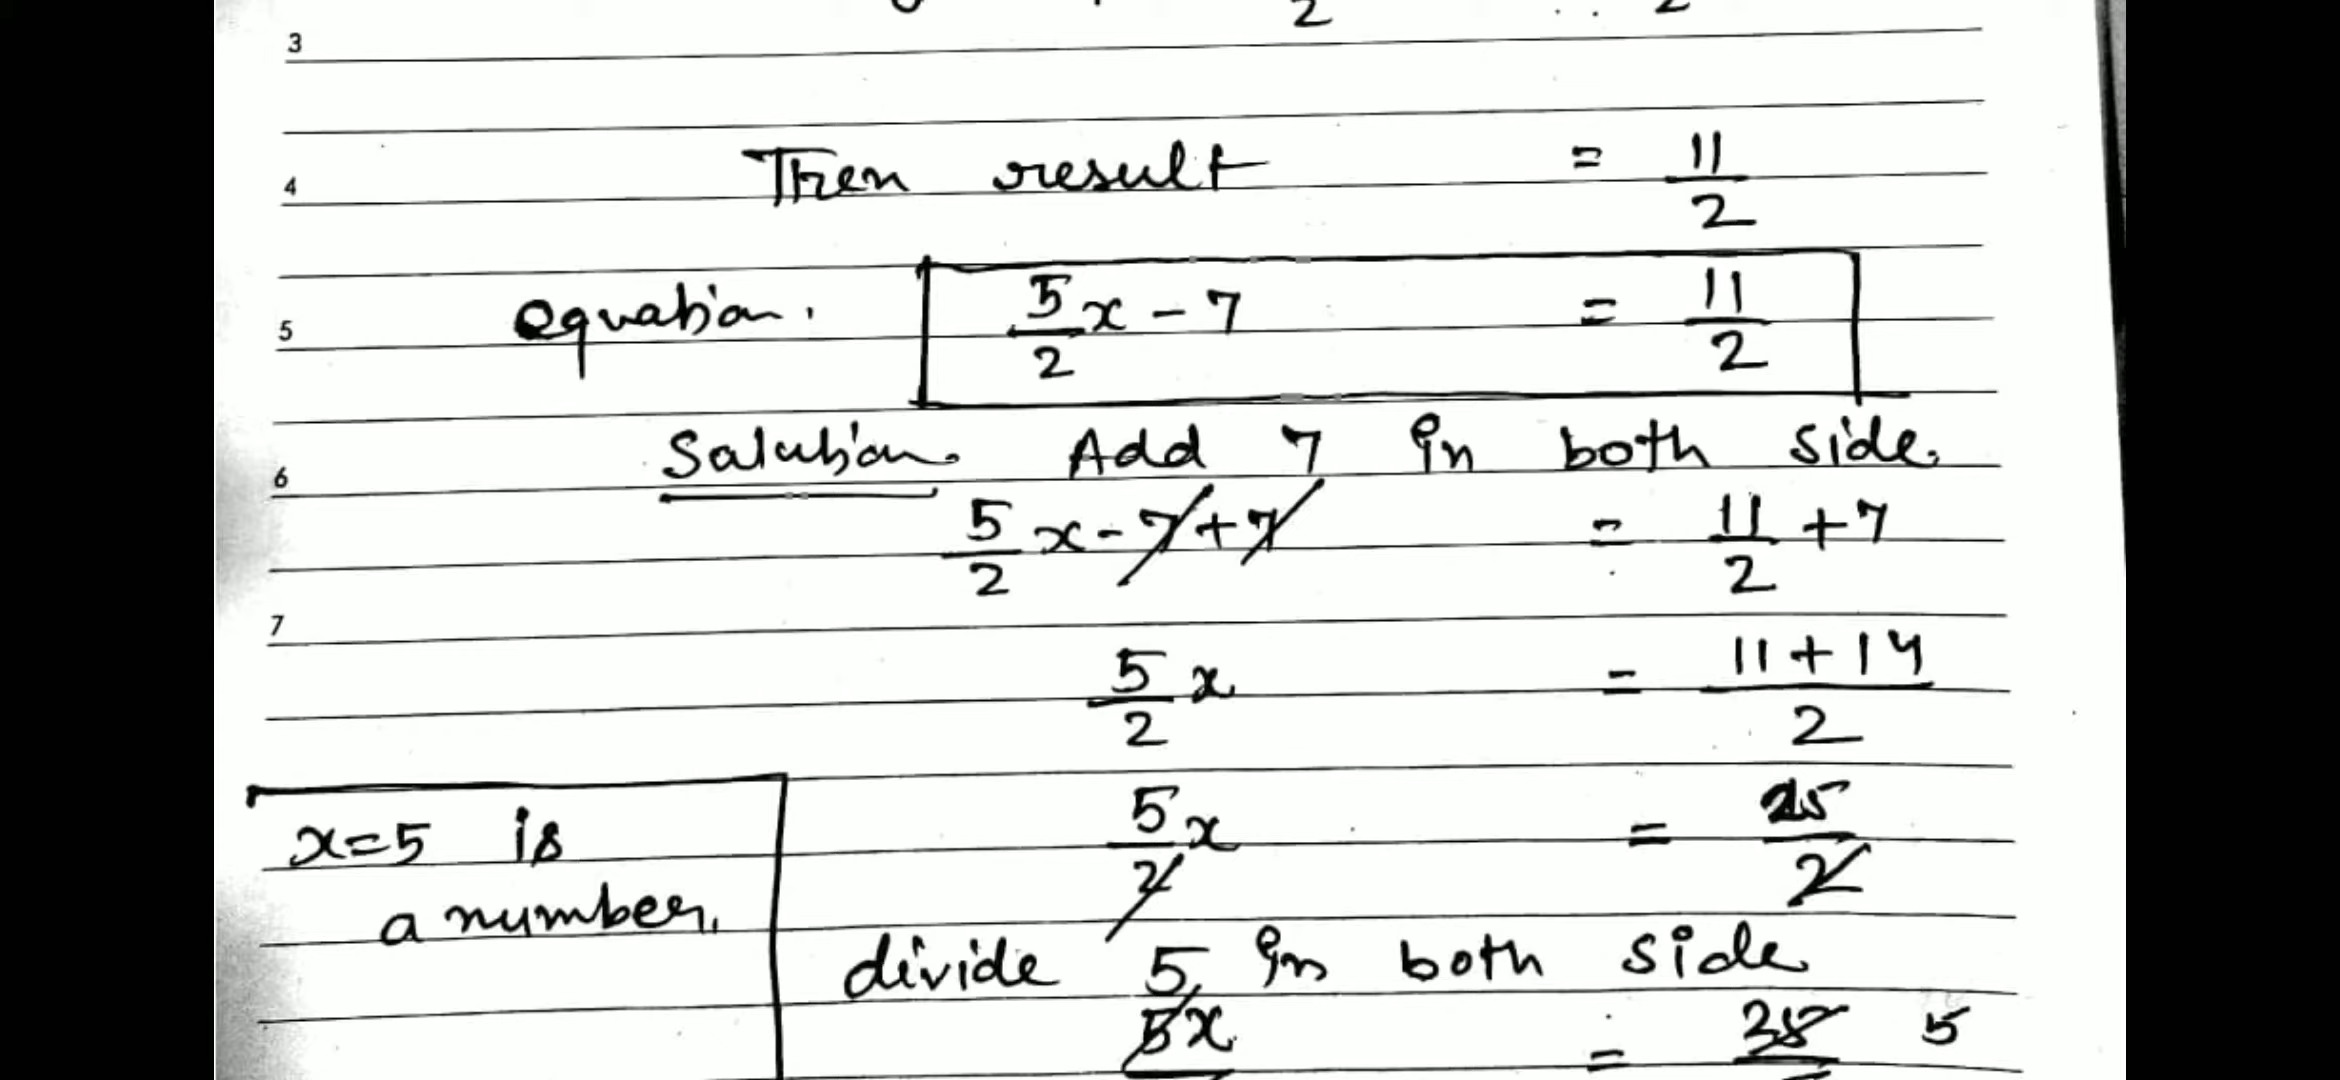 2 2
3
4 Then result = 11/2
5 equation. 5/2 x - 7 = 11/2
6 Solution. Add 7 in both side.
5/2 x - 7 + 7 = 11/2 + 7
7
5/2 x = 11 + 14 / 2
5/2 x = 25/2
x = 5 is
a number.
divide 5 in both side
5x = 25 5